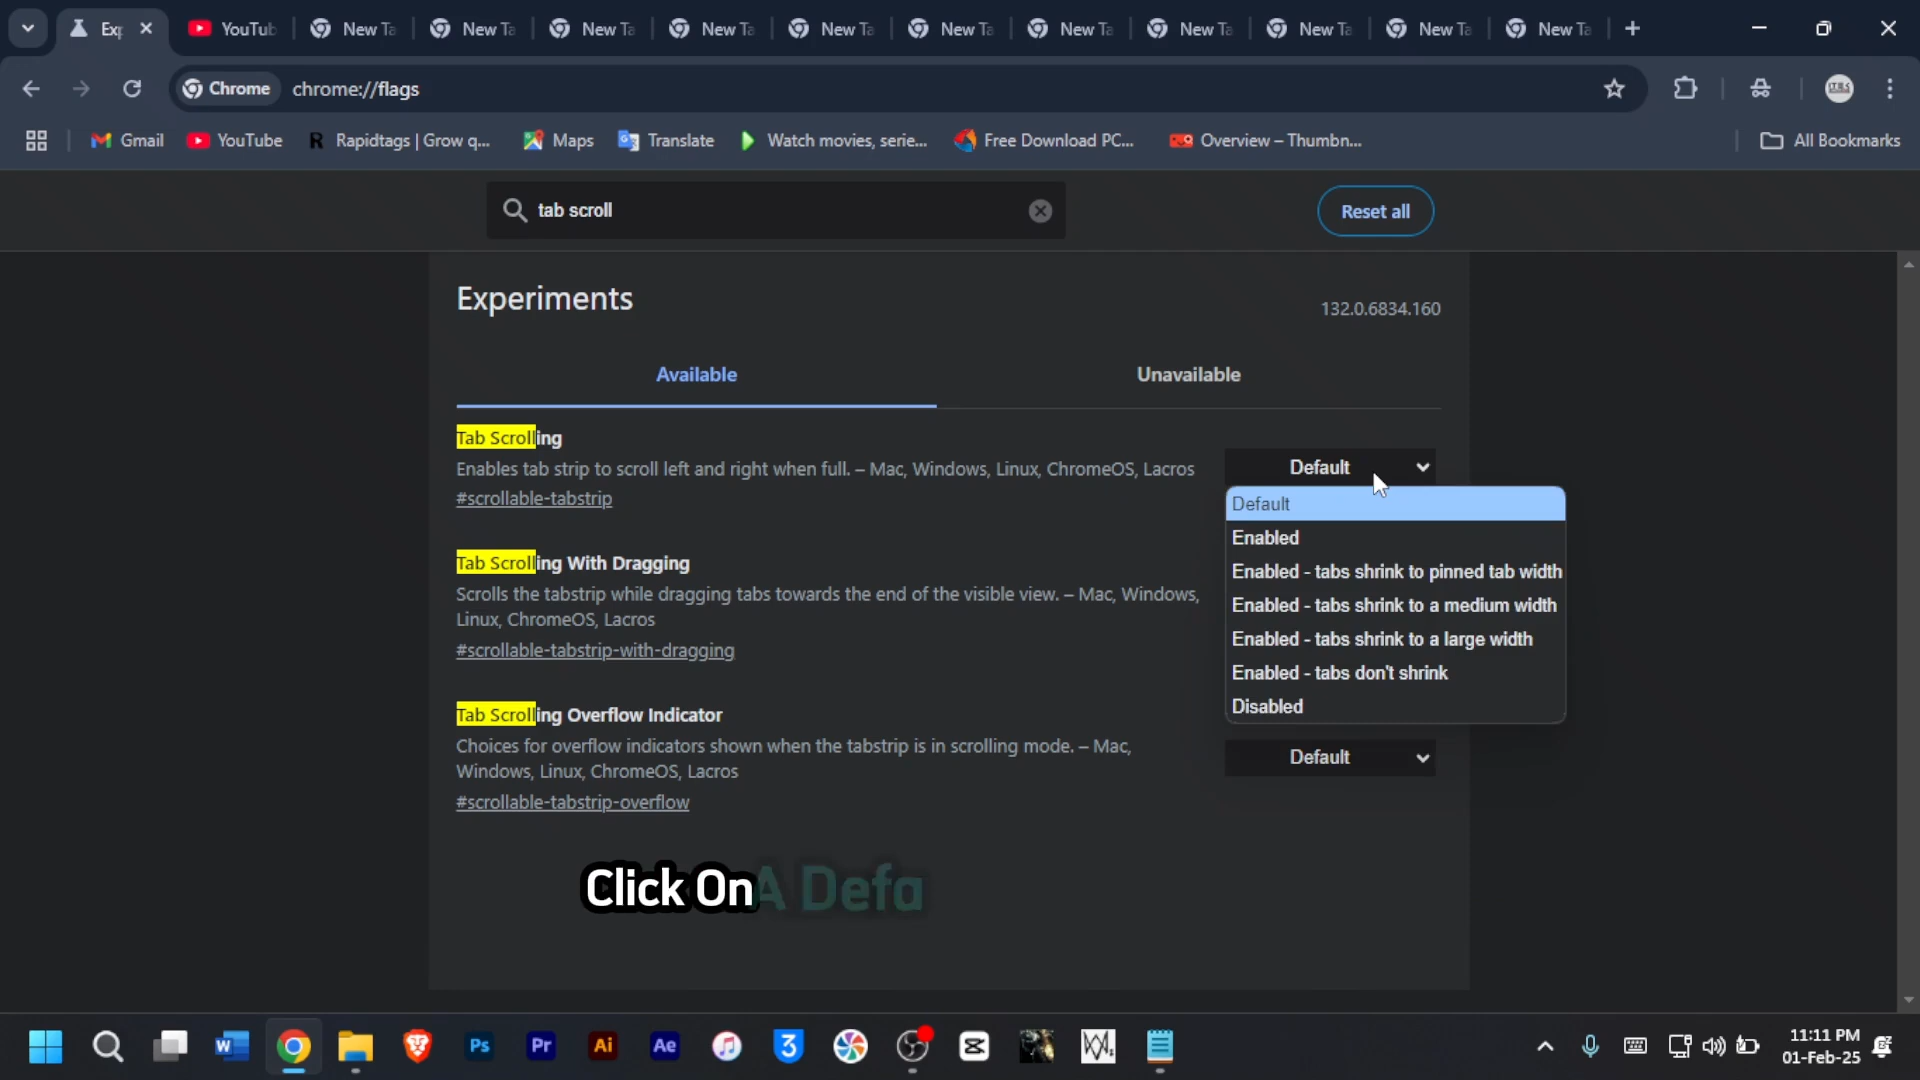 Exp
YouTub
New Ta
New Ta
New Ta
New Ta
New Ta
New Ta
New Ta
New Ta
New Ta
New Ta
New Ta
Chrome
chrome://flags
Gmail
YouTube
Rapidtags | Grow q...
Maps
Translate
Watch movies, serie...
Free Download PC...
Overview – Thumbn...
All Bookmarks
tab scroll
Reset all
Experiments
132.0.6834.160
Available
Unavailable
Tab Scrolling
Enables tab strip to scroll left and right when full. – Mac, Windows, Linux, ChromeOS, Lacros
#scrollable-tabstrip
Default
Default
Enabled
Enabled - tabs shrink to pinned tab width
Enabled - tabs shrink to a medium width
Enabled - tabs shrink to a large width
Enabled - tabs don't shrink
Disabled
Tab Scrolling With Dragging
Scrolls the tabstrip while dragging tabs towards the end of the visible view. – Mac, Windows,
Linux, ChromeOS, Lacros
#scrollable-tabstrip-with-dragging
Tab Scrolling Overflow Indicator
Choices for overflow indicators shown when the tabstrip is in scrolling mode. – Mac,
Windows, Linux, ChromeOS, Lacros
#scrollable-tabstrip-overflow
Default
Click On A Defa
W
Ps
Pr
Ai
Ae
3
11:11 PM
01-Feb-25